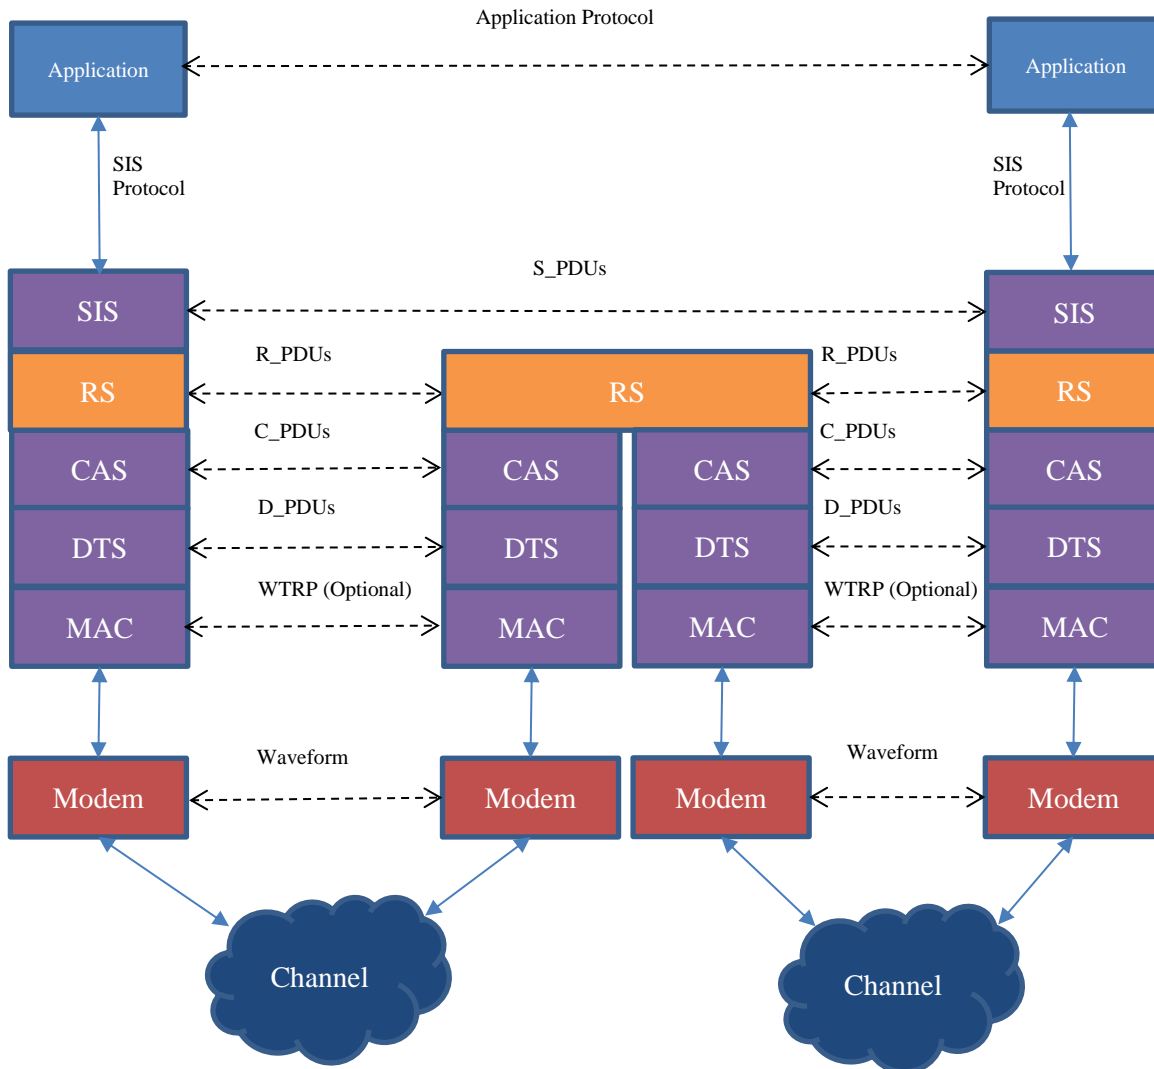 Application Protocol
Application
Application
SIS
Protocol
SIS
Protocol
S_PDUs
SIS
SIS
R_PDUs
R_PDUs
RS
RS
RS
C_PDUs
C_PDUs
CAS
CAS
CAS
CAS
D_PDUs
D_PDUs
DTS
DTS
DTS
DTS
WTRP (Optional)
WTRP (Optional)
MAC
MAC
MAC
MAC
Waveform
Waveform
Modem
Modem
Modem
Modem
Channel
Channel